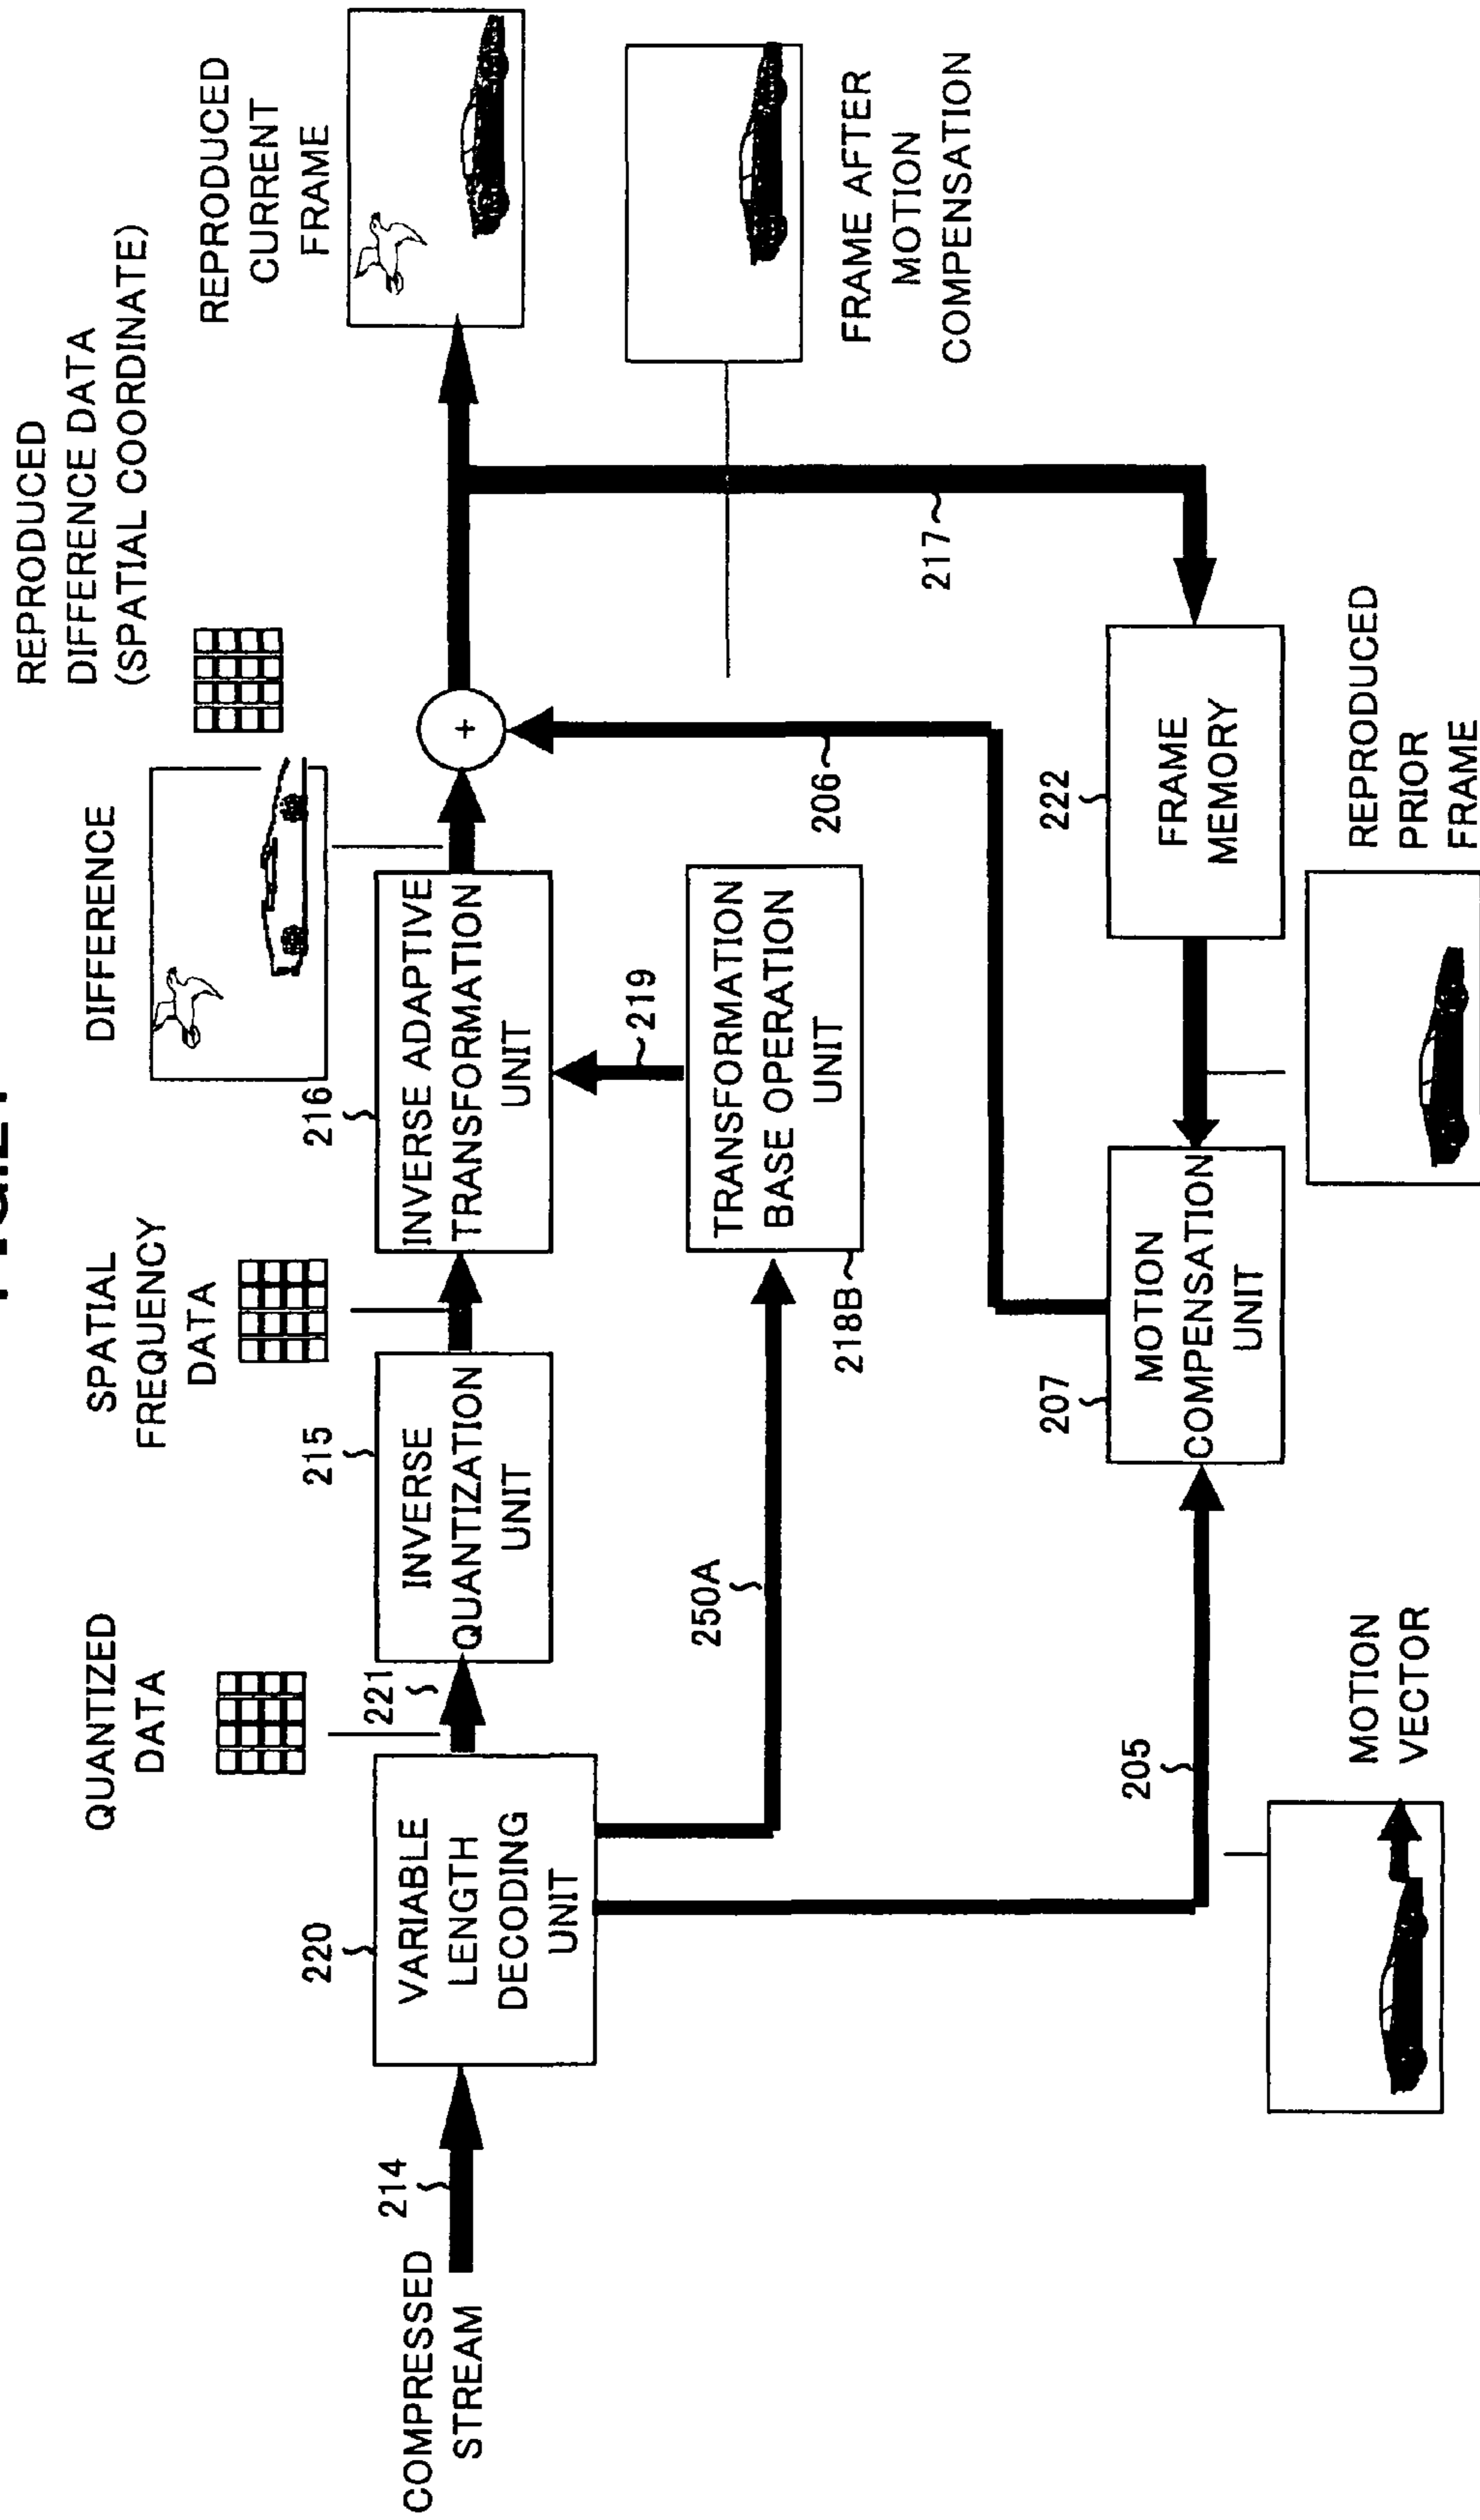 COMPRESSED
STREAM
214
220
VARIABLE
LENGTH
DECODING
UNIT
QUANTIZED
DATA
221
215
INVERSE
QUANTIZATION
UNIT
SPATIAL
FREQUENCY
DATA
216
INVERSE ADAPTIVE
TRANSFORMATION
UNIT
DIFFERENCE
REPRODUCED
DIFFERENCE DATA
(SPATIAL COORDINATE)
+
REPRODUCED
CURRENT
FRAME
250A
218B
TRANSFORMATION
BASE OPERATION
UNIT
219
206
217
FRAME AFTER
MOTION
COMPENSATION
205
207
MOTION
COMPENSATION
UNIT
222
FRAME
MEMORY
MOTION
VECTOR
REPRODUCED
PRIOR
FRAME